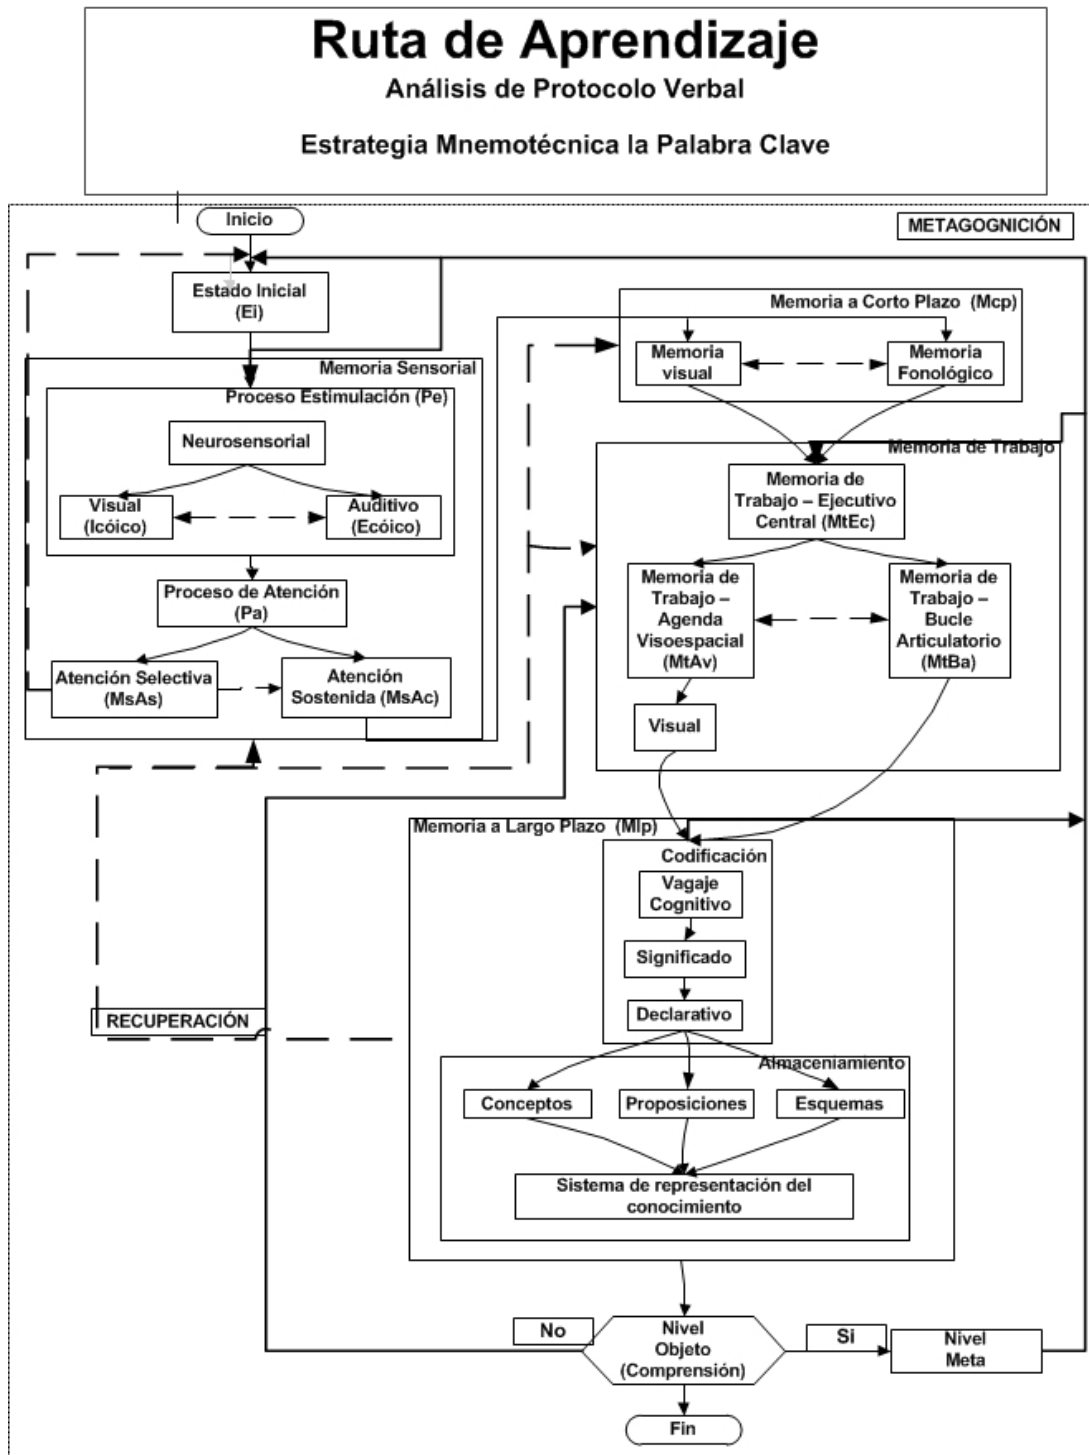 Ruta de Aprendizaje
Análisis de Protocolo Verbal
Estrategia Mnemotécnica la Palabra Clave
Inicio
METAGOGNICIÓN
Estado Inicial
(Ei)
Memoria Sensorial
Proceso Estimulación (Pe)
Neurosensorial
Visual
(Icóico)
Auditivo
(Ecóico)
Proceso de Atención
(Pa)
Atención Selectiva
(MsAs)
Atención
Sostenida (MsAc)
Memoria a Corto Plazo (Mcp)
Memoria
visual
Memoria
Fonológico
Memoria de Trabajo
Memoria de
Trabajo – Ejecutivo
Central (MtEc)
Memoria de
Trabajo –
Agenda
Visoespacial
(MtAv)
Memoria de
Trabajo –
Bucle
Articulatorio
(MtBa)
Visual
Memoria a Largo Plazo (Mlp)
Codificación
Vagaje
Cognitivo
Significado
Declarativo
RECUPERACIÓN
Almaceniamiento
Conceptos
Proposiciones
Esquemas
Sistema de representación del
conocimiento
No
Nivel
Objeto
(Comprensión)
Si
Nivel
Meta
Fin